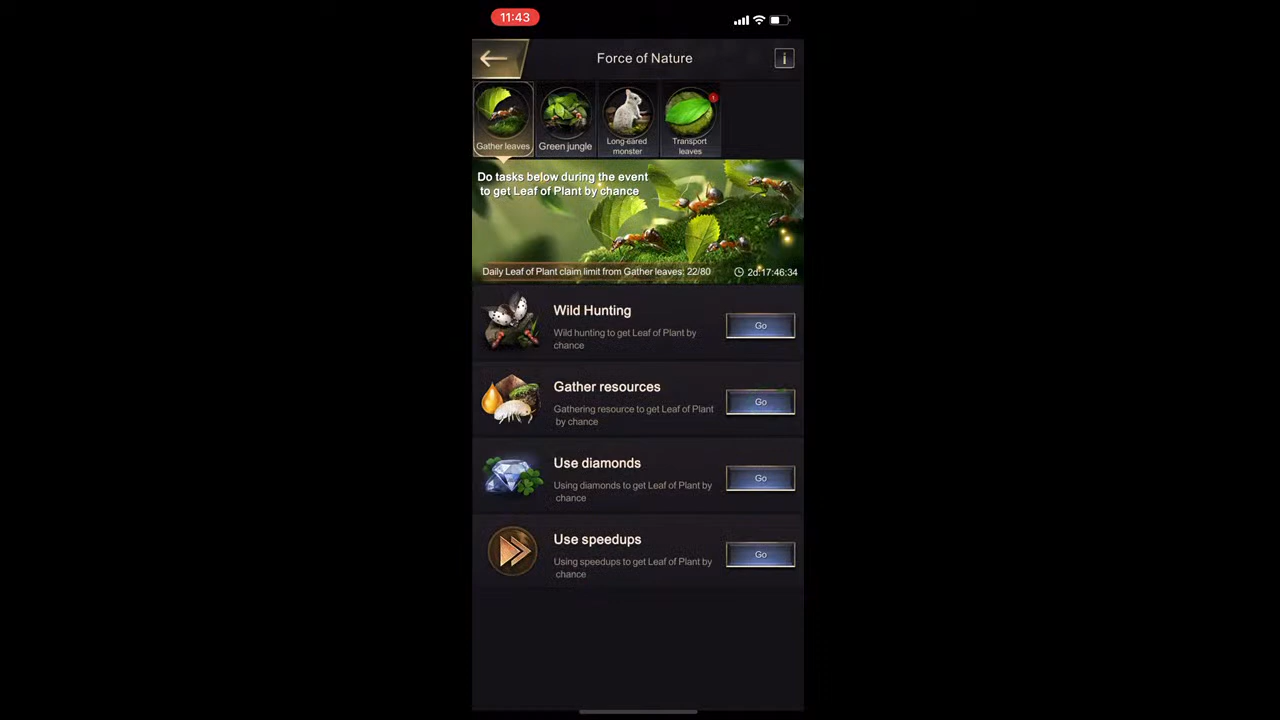 11:43
Force of Nature
i
1
Gather leaves
Green jungle
Long-eared
monster
Transport
leaves
Do tasks below during the event
to get Leaf of Plant by chance
Daily Leaf of Plant claim limit from Gather leaves: 22/80
2d:17:46:34
Wild Hunting
Wild hunting to get Leaf of Plant by
chance
Go
Gather resources
Gathering resource to get Leaf of Plant
by chance
Go
Use diamonds
Using diamonds to get Leaf of Plant by
chance
Go
Use speedups
Using speedups to get Leaf of Plant by
chance
Go